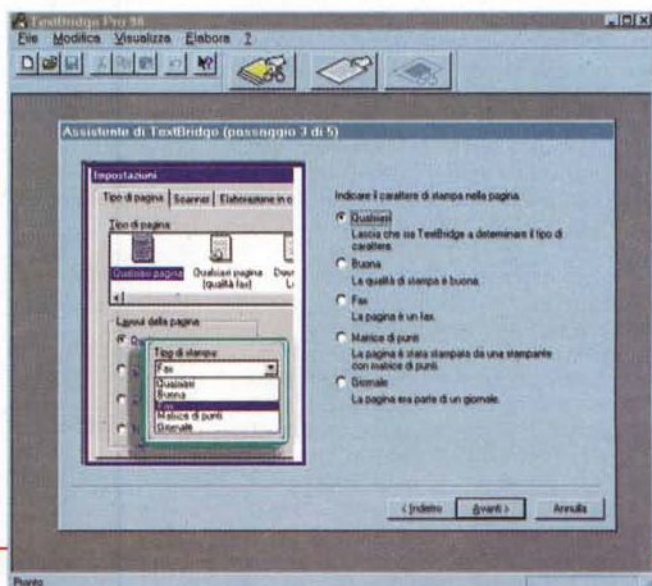 TextBridge Pro 98
File Modifica Visualizza Elabora ?
Assistente di TextBridge (passaggio 3 di 5)
Impostazioni
Tipo di pagina Scanner Elaborazione in
Tipo di pagina
Qualsiasi pagina
Qualsiasi pagina (qualità fax)
Layout della pagina
Tipo di stampa
Fax
Qualsiasi
Buona
Fax
Matrice di punti
Giornale
Indicare il carattere di stampa nella pagina.
Qualsiasi
Lascia che sia TextBridge a determinare il tipo di
carattere.
Buona
La qualità di stampa è buona.
Fax
La pagina è un fax.
Matrice di punti
La pagina è stata stampata da una stampante
con matrice di punti.
Giornale
La pagina era parte di un giornale.
< Indietro Avanti > Annulla
Pronto